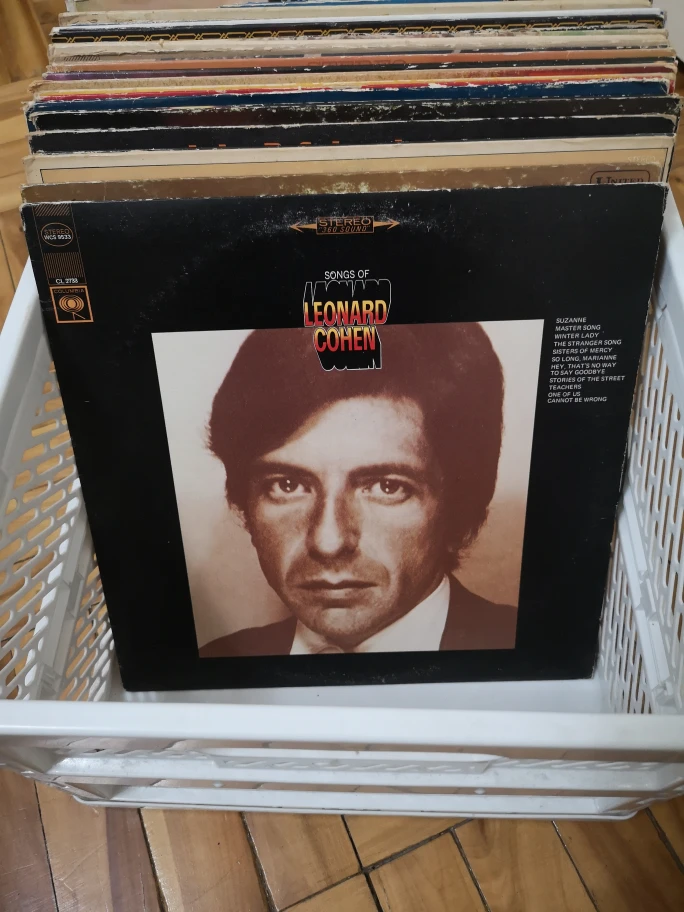 STEREO
WCS 9533
CL 2733
COLUMBIA
STEREO
"360 SOUND"
SONGS OF
LEONARD
COHEN
SUZANNE
MASTER SONG
WINTER LADY
THE STRANGER SONG
SISTERS OF MERCY
SO LONG, MARIANNE
HEY, THAT'S NO WAY
TO SAY GOODBYE
STORIES OF THE STREET
TEACHERS
ONE OF US
CANNOT BE WRONG